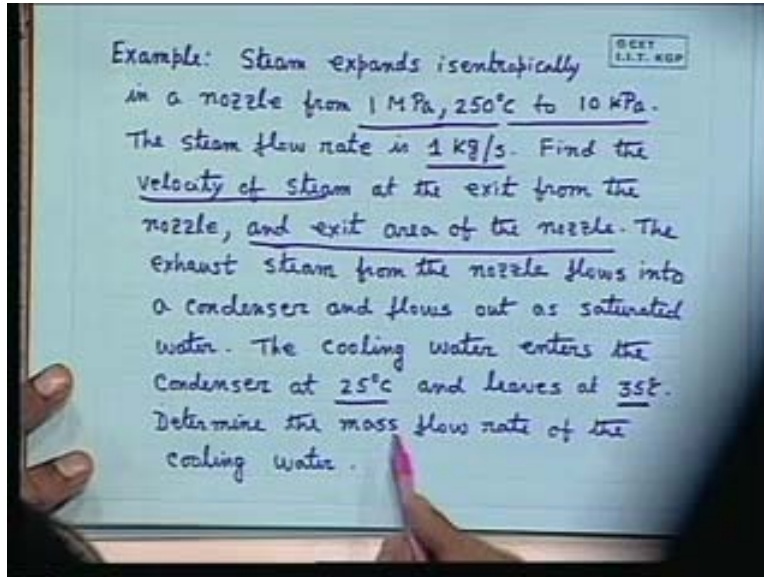 Example: Steam expands isentropically
in a nozzle from 1 MPa, 250°C to 10 kPa.
The steam flow rate is 1 kg/s. Find the
velocity of steam at the exit from the
nozzle, and exit area of the nozzle. The
exhaust steam from the nozzle flows into
a condenser and flows out as saturated
water. The cooling water enters the
condenser at 25°C and leaves at 35°C.
Determine the mass flow rate of the
cooling water.
I.I.T. KGP